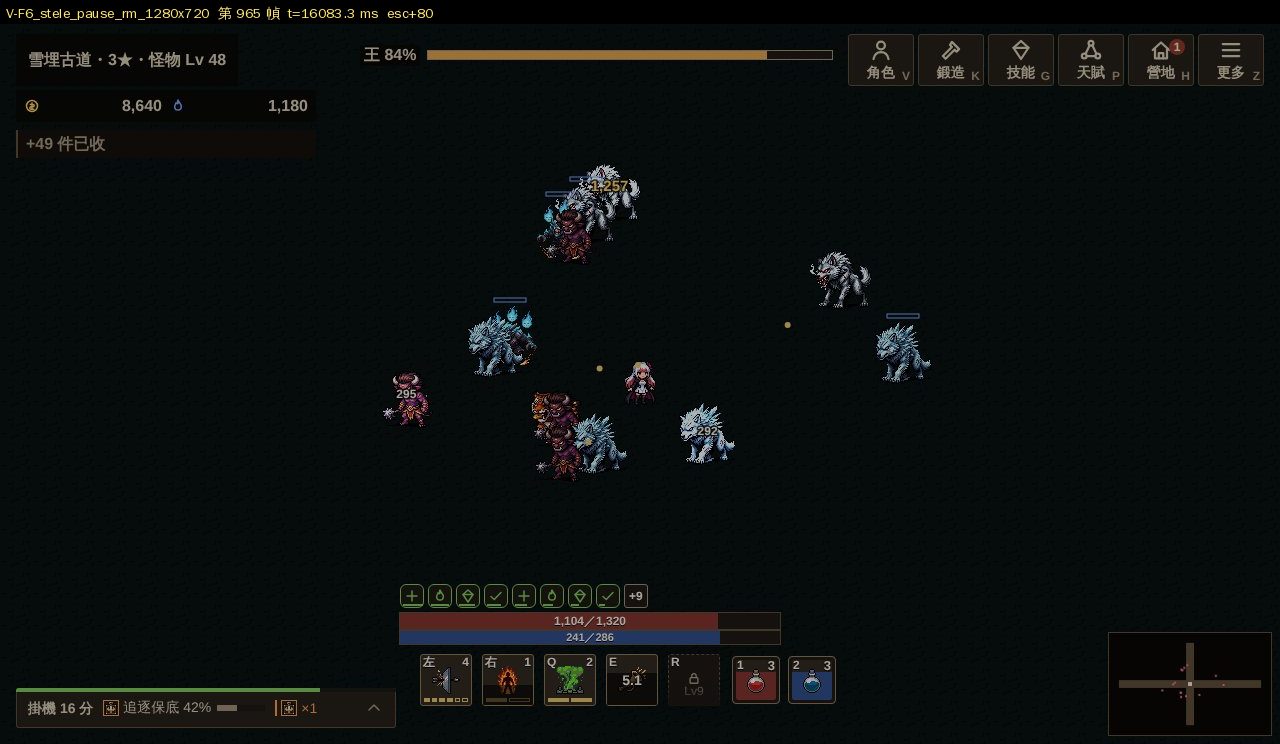 V-F6_stele_pause_rm_1280x720 第 965 幀 t=16083.3 ms esc+80
雪埋古道・3★・怪物 Lv 48
王 84%
角色 V
鍛造 K
技能 G
天賦 P
1
營地 H
更多 Z
8,640
1,180
+49 件已收
1,257
295
292
+9
1,104／1,320
241／286
左 4
右 1
Q 2
E
5.1
R
Lv9
1 3
2 3
掛機 16 分 追逐保底 42% ×1